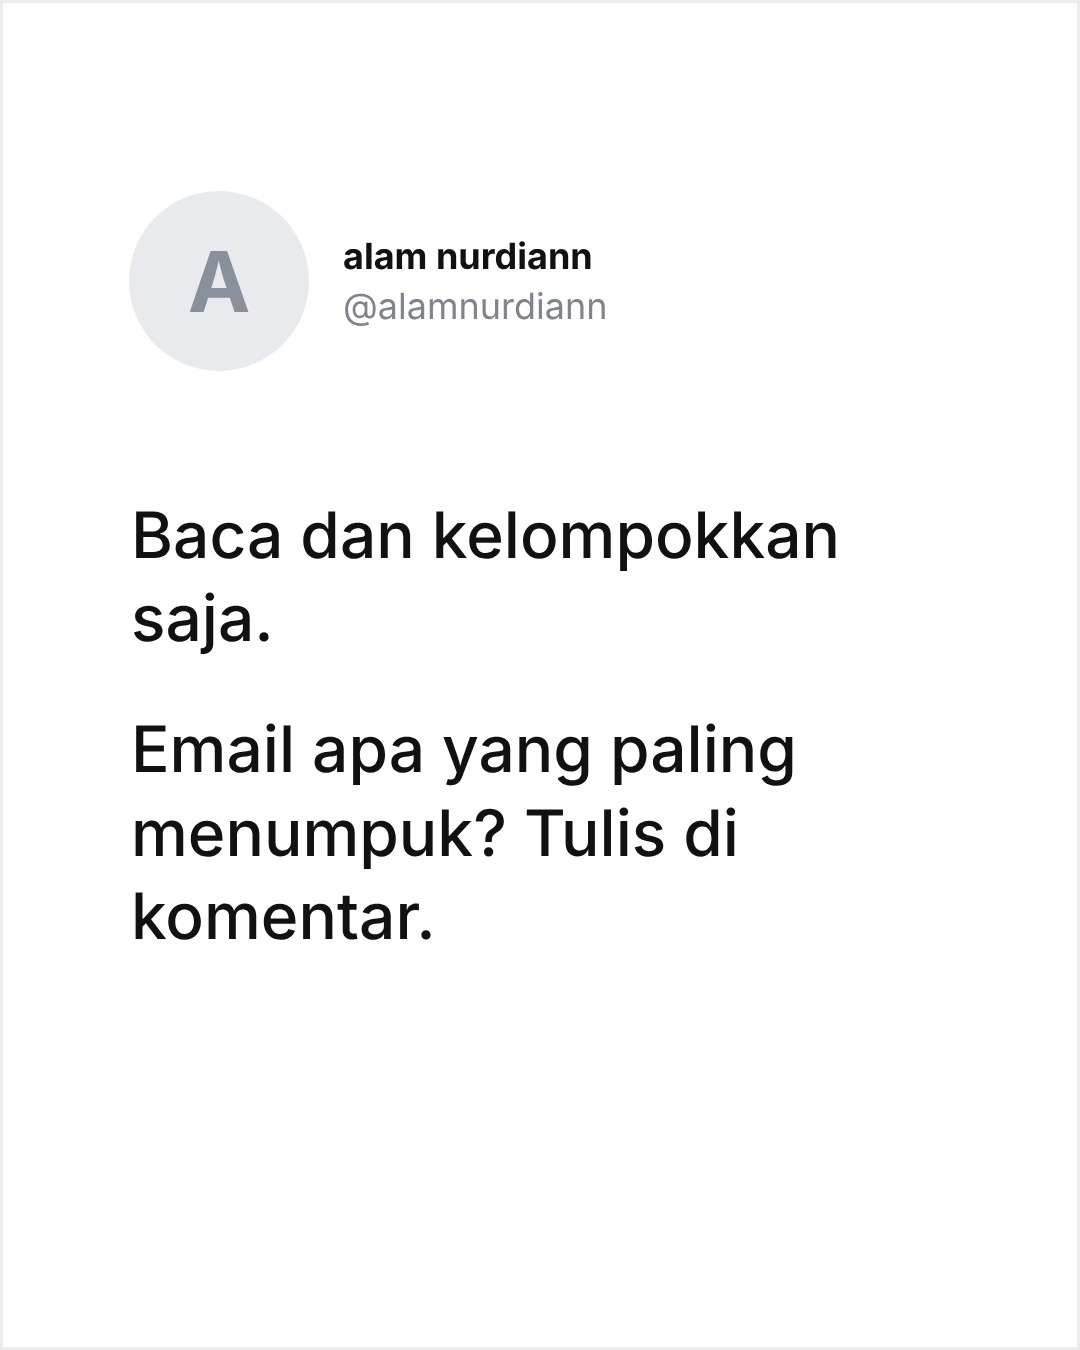 A
alam nurdiann
@alamnurdiann
Baca dan kelompokkan
saja.
Email apa yang paling
menumpuk? Tulis di
komentar.